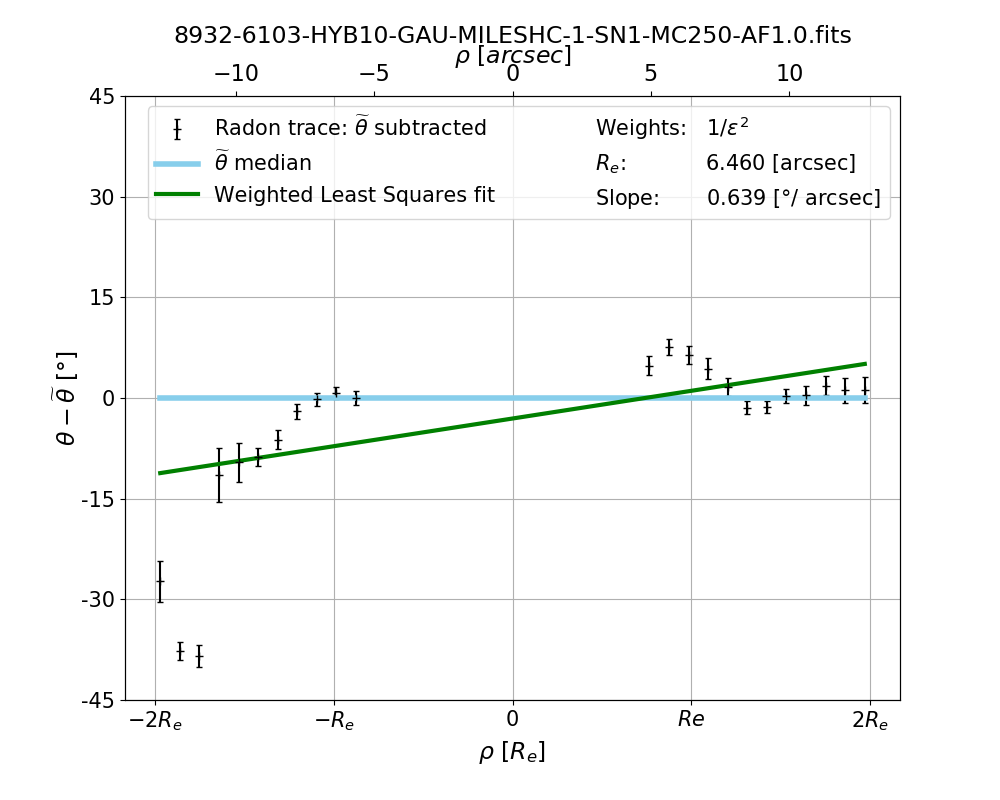 8932-6103-HYB10-GAU-MILESHC-1-SN1-MC250-AF1.0.fits
ρ [arcsec]
−10 −5 0 5 10
45
30
15
0
-15
-30
-45
θ − θ̃ [°]
Radon trace: θ̃ subtracted
θ̃ median
Weighted Least Squares fit
Weights: 1/ε²
Rₑ: 6.460 [arcsec]
Slope: 0.639 [°/ arcsec]
−2Rₑ −Rₑ 0 Re 2Rₑ
ρ [Rₑ]